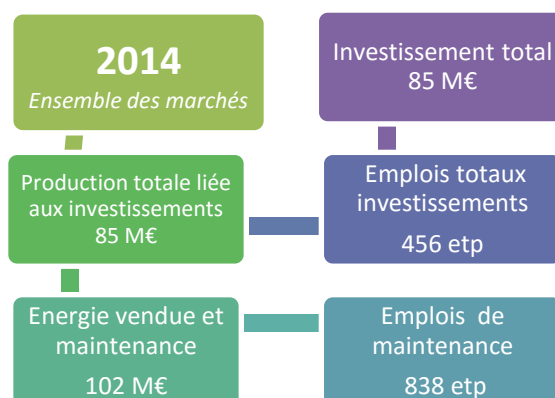 2014
Ensemble des marchés
Investissement total
85 M€
Production totale liée
aux investissements
85 M€
Emplois totaux
investissements
456 etp
Energie vendue et
maintenance
102 M€
Emplois de
maintenance
838 etp